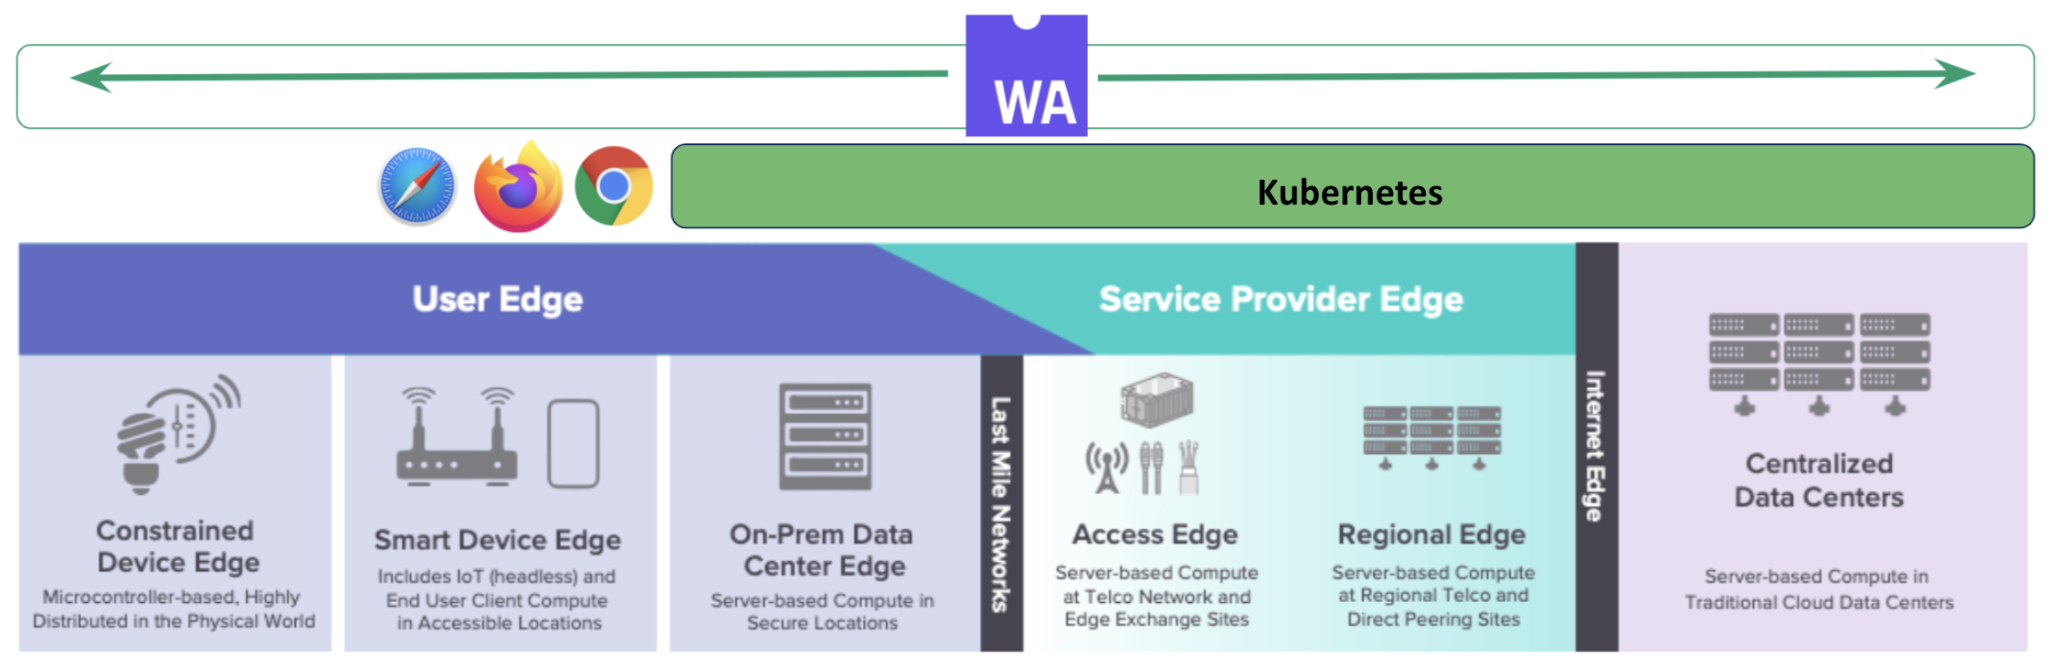 WA
Kubernetes
User Edge
Service Provider Edge
Constrained
Device Edge
Microcontroller-based, Highly
Distributed in the Physical World
Smart Device Edge
Includes IoT (headless) and
End User Client Compute
in Accessible Locations
On-Prem Data
Center Edge
Server-based Compute in
Secure Locations
Last Mile Networks
Access Edge
Server-based Compute
at Telco Network and
Edge Exchange Sites
Regional Edge
Server-based Compute
at Regional Telco and
Direct Peering Sites
Internet Edge
Centralized
Data Centers
Server-based Compute in
Traditional Cloud Data Centers